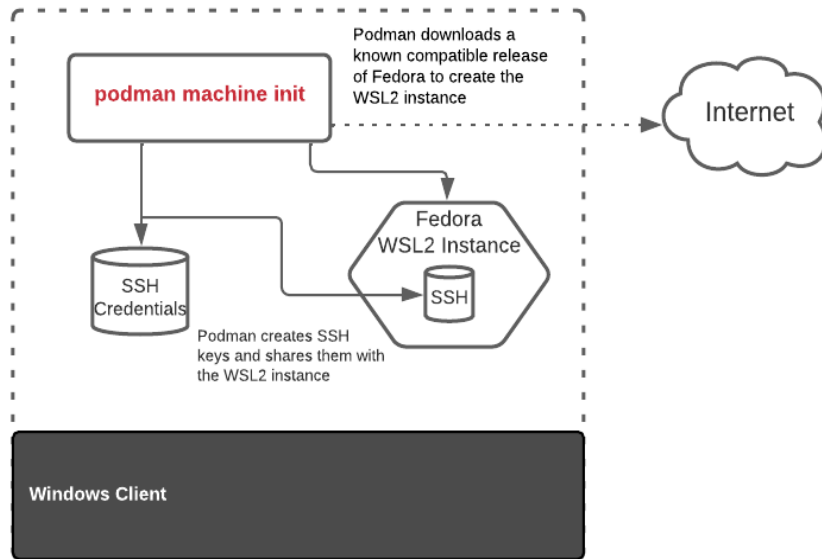 Podman downloads a
known compatible release
of Fedora to create the
WSL2 instance
podman machine init
Internet
Fedora
WSL2 Instance
SSH
Credentials
SSH
Podman creates SSH
keys and shares them with
the WSL2 instance
Windows Client